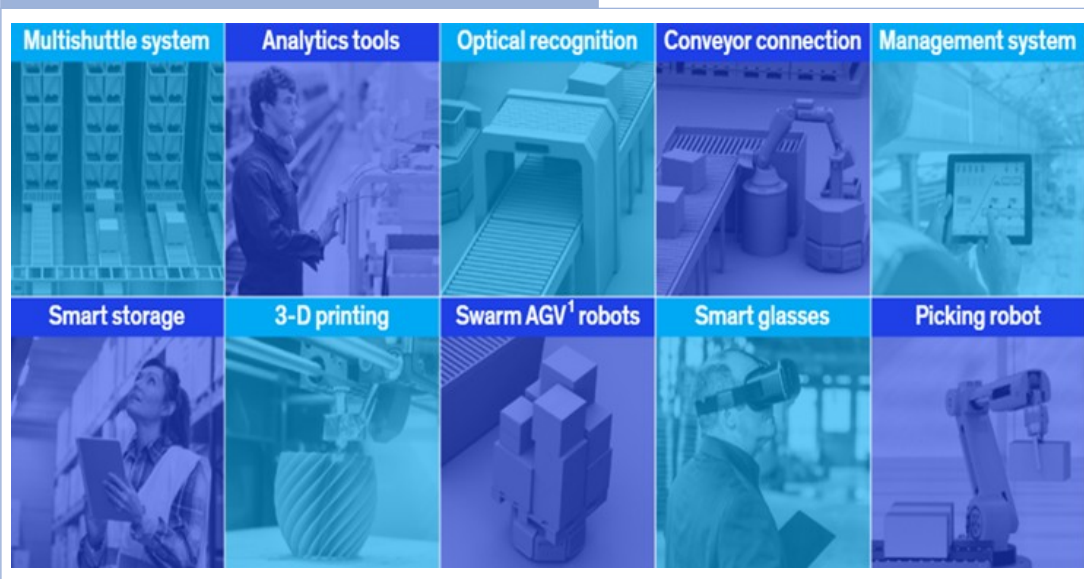 Multishuttle system
Analytics tools
Optical recognition
Conveyor connection
Management system
Smart storage
3-D printing
Swarm AGV¹ robots
Smart glasses
Picking robot